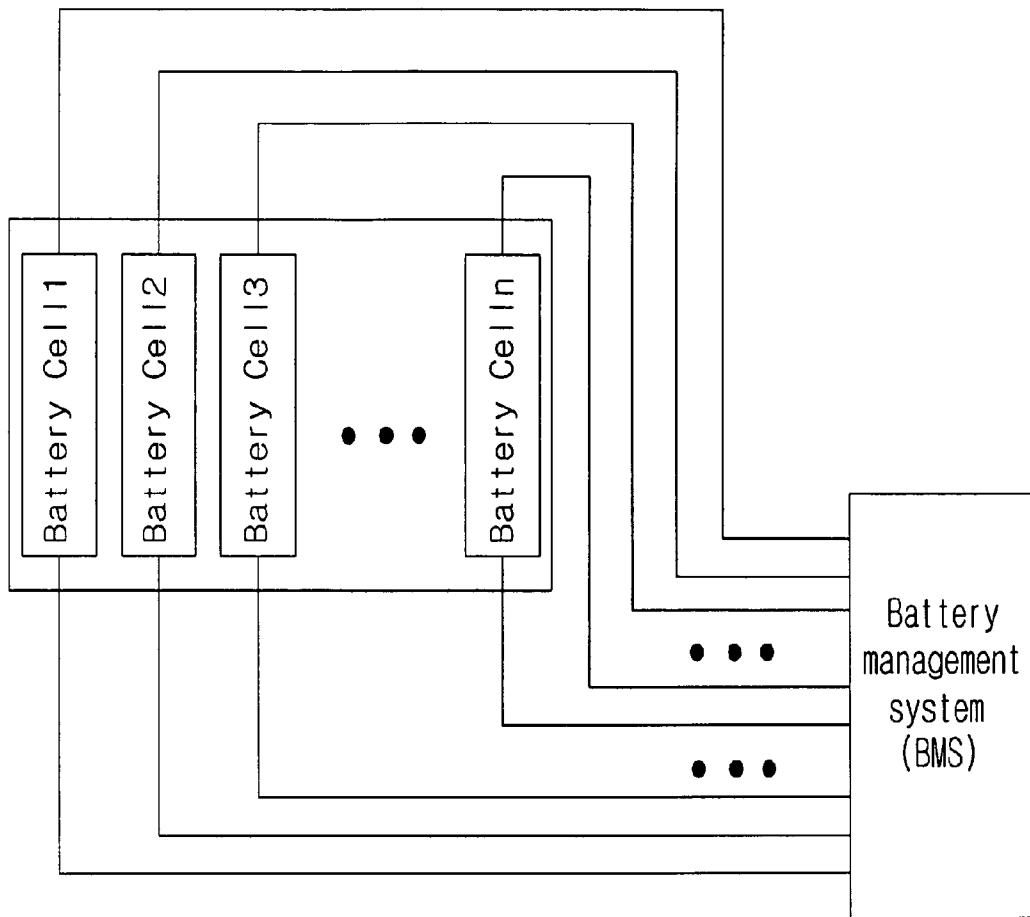 Battery Cell1
Battery Cell2
Battery Cell3
Battery Celln
Battery
management
system
(BMS)